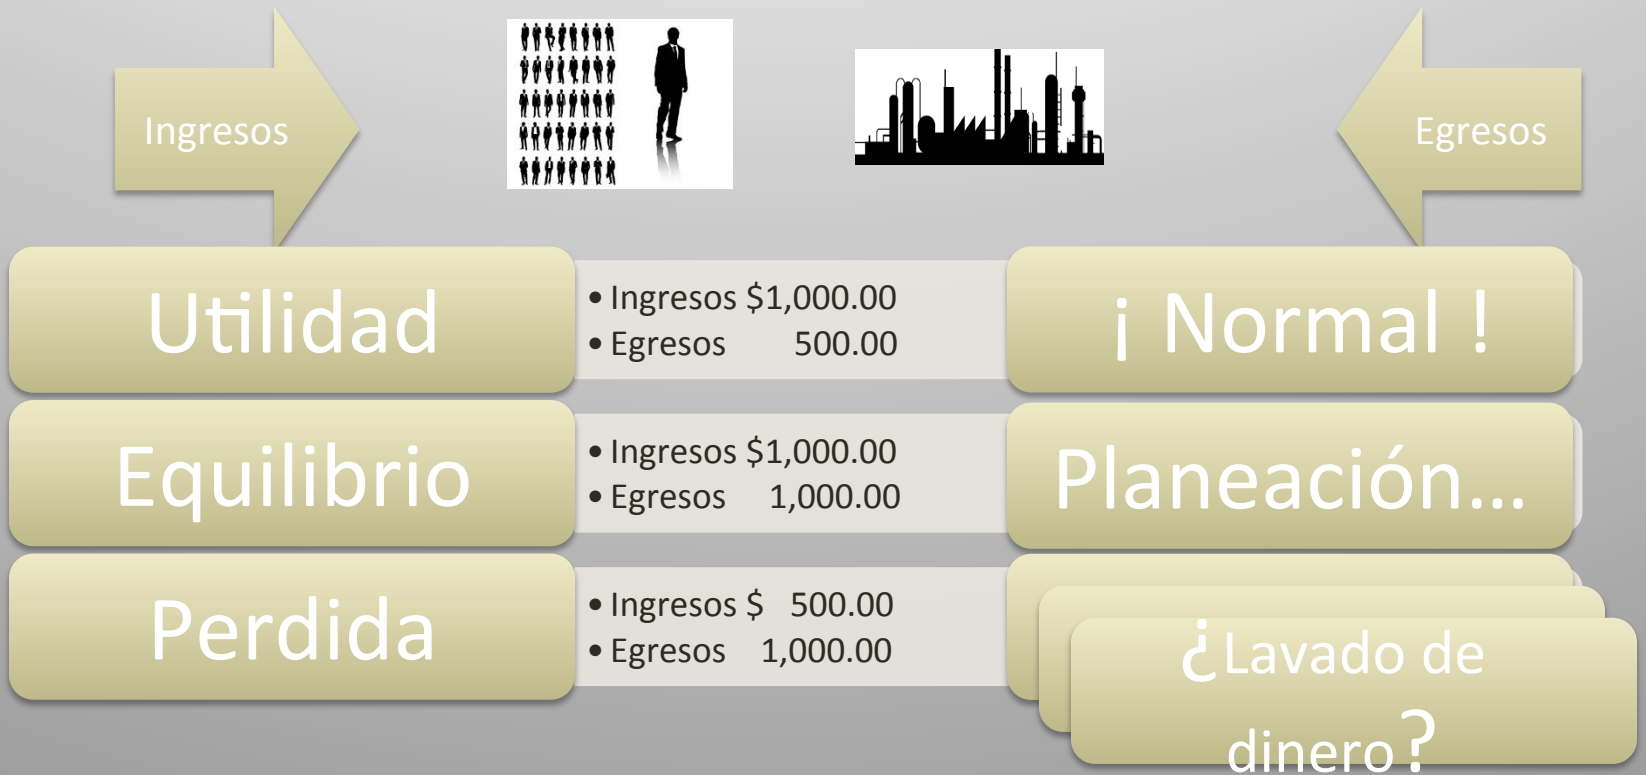 Ingresos
Egresos
Utilidad
• Ingresos $1,000.00
• Egresos 500.00
¡ Normal !
Equilibrio
• Ingresos $1,000.00
• Egresos 1,000.00
Planeación...
Perdida
• Ingresos $ 500.00
• Egresos 1,000.00
¿Lavado de
dinero?